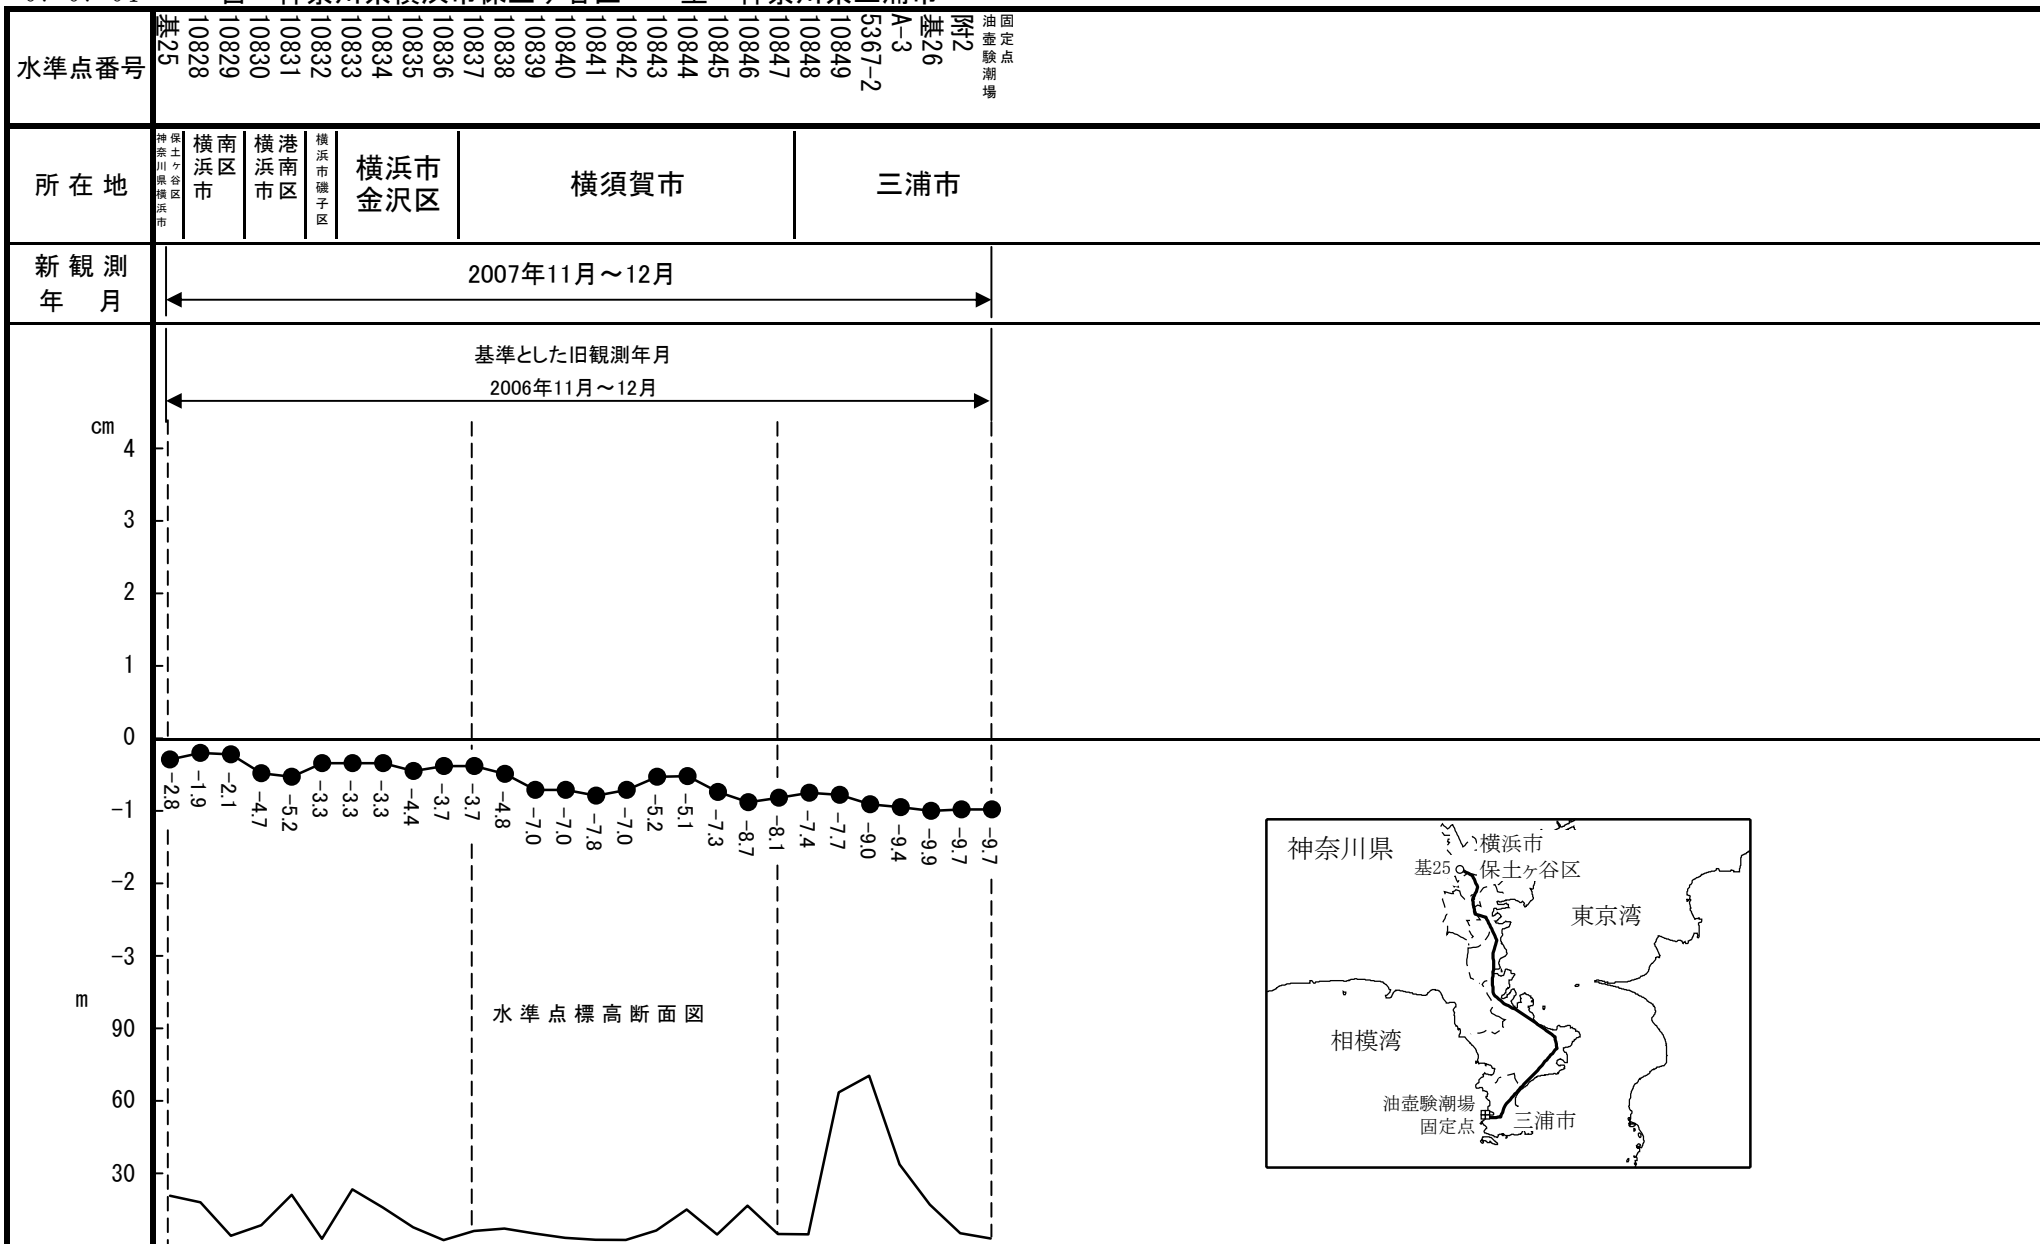 水準点番号
基25
10828
10829
10830
10831
10832
10833
10834
10835
10836
10837
10838
10839
10840
10841
10842
10843
10844
10845
10846
10847
10848
10849
5367-2
A-3
基26
附2
固定点
油壺験潮場
所在地
保土ヶ谷区
神奈川県横浜市
南区
横浜市
港南区
横浜市
横浜市磯子区
横浜市
金沢区
横須賀市
三浦市
新観測
年 月
2007年11月～12月
基準とした旧観測年月
2006年11月～12月
cm
4
3
2
1
0
-1
-2
-3
-2.8
-1.9
-2.1
-4.7
-5.2
-3.3
-3.3
-3.3
-4.4
-3.7
-3.7
-4.8
-7.0
-7.0
-7.8
-7.0
-5.2
-5.1
-7.3
-8.7
-8.1
-7.4
-7.7
-9.0
-9.4
-9.9
-9.7
-9.7
m
水準点標高断面図
90
60
30
神奈川県
横浜市
基25
保土ヶ谷区
東京湾
相模湾
油壺験潮場
固定点
三浦市